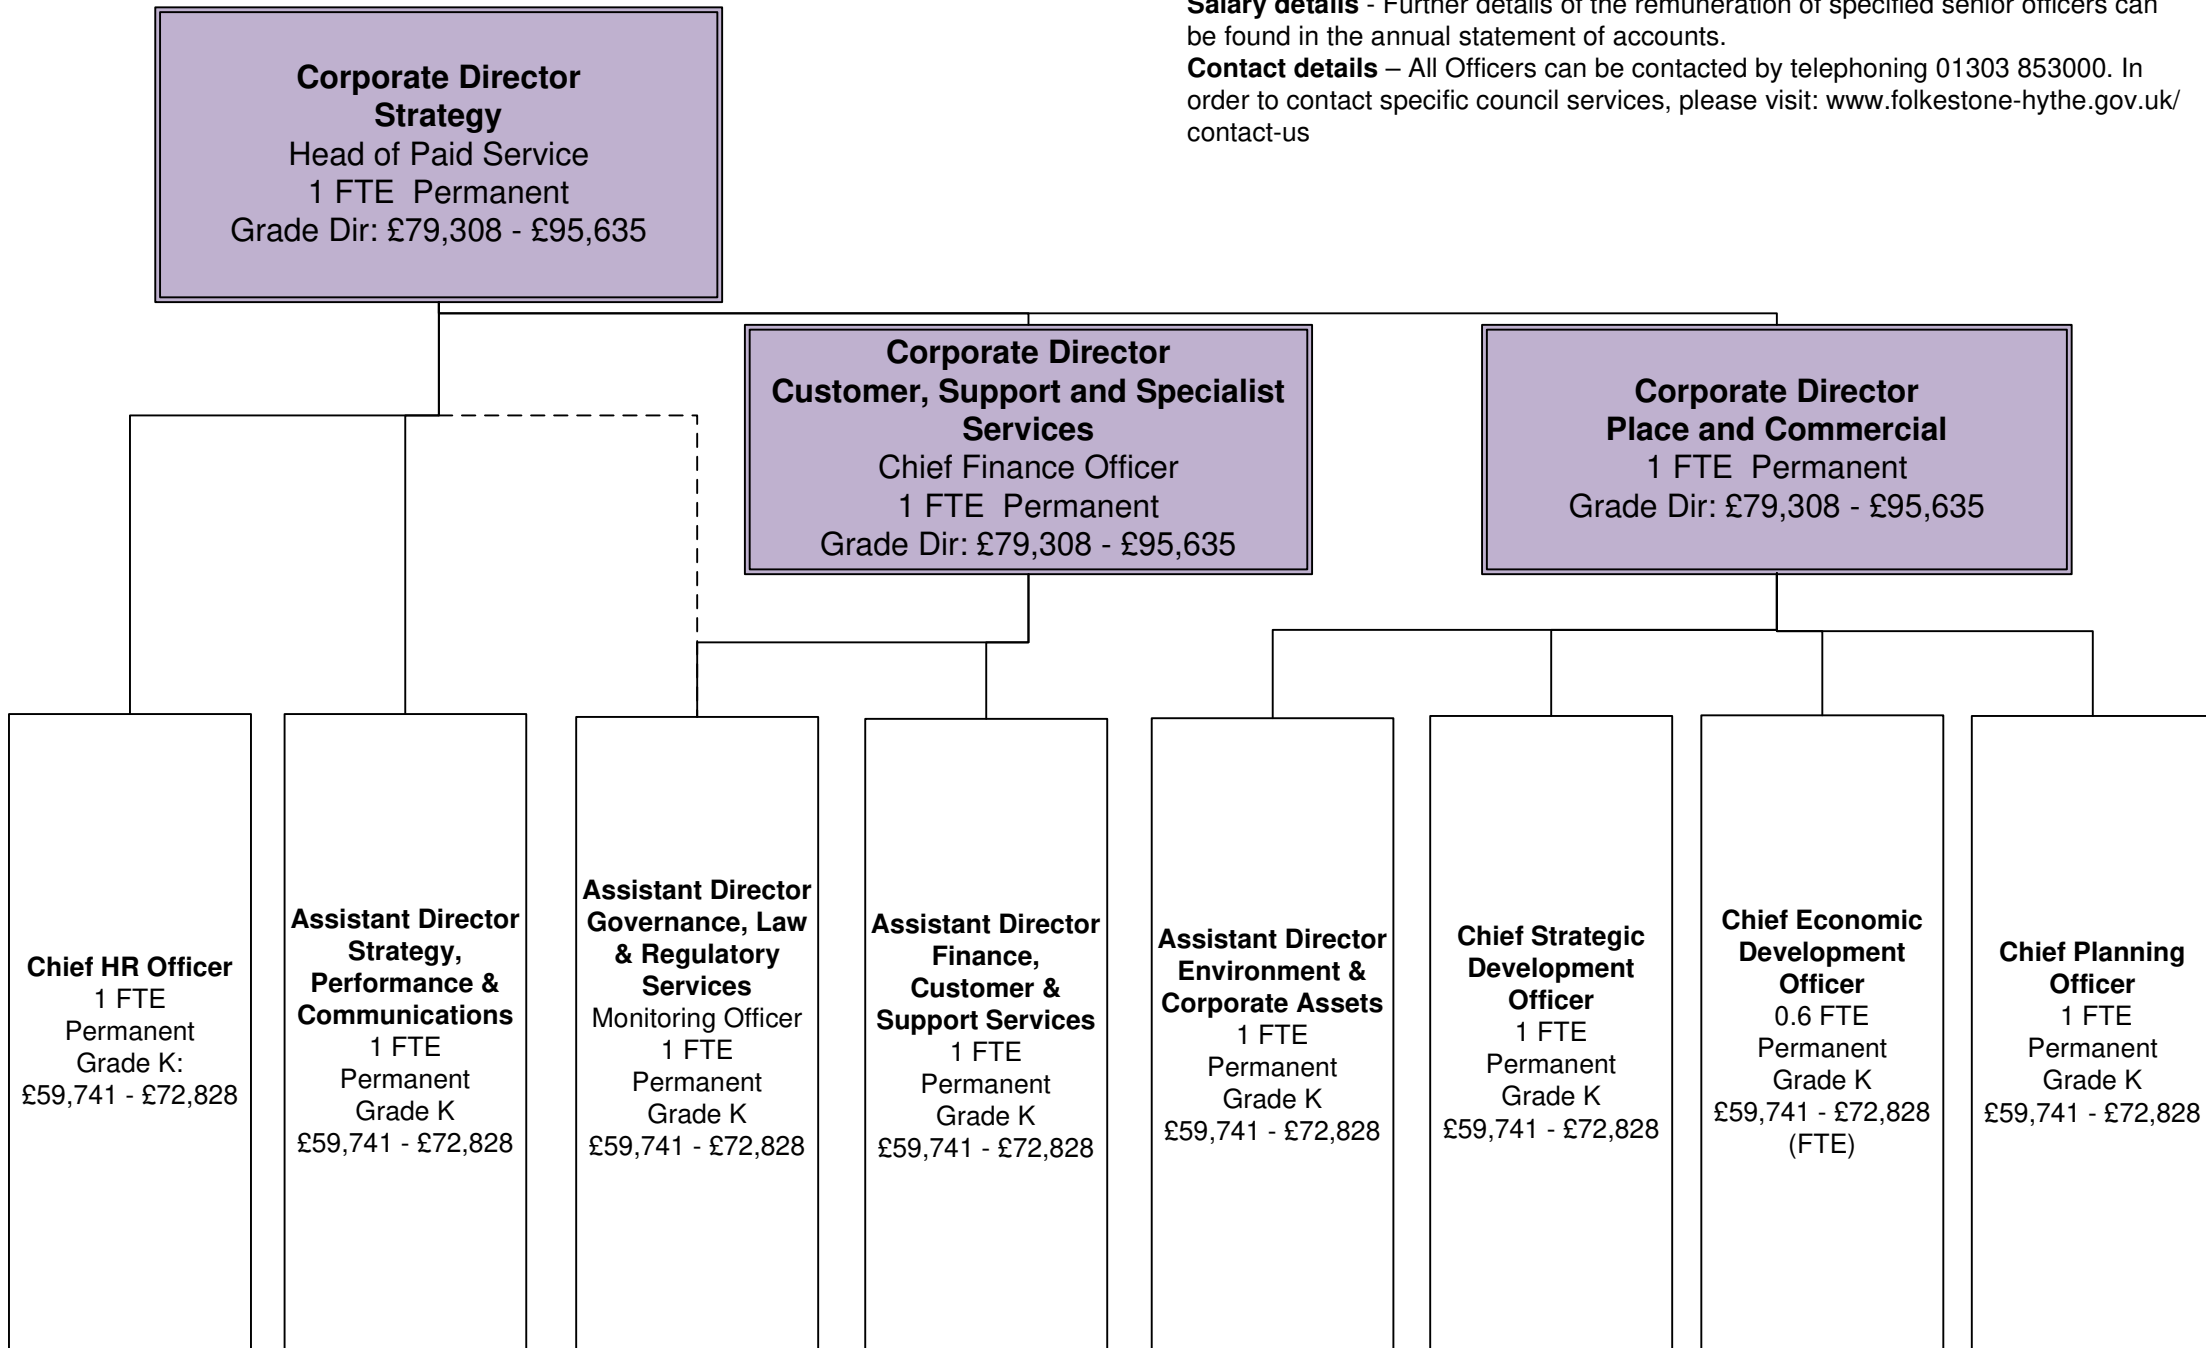 Salary details - Further details of the remuneration of specified senior officers can
be found in the annual statement of accounts.
Contact details – All Officers can be contacted by telephoning 01303 853000. In
order to contact specific council services, please visit: www.folkestone-hythe.gov.uk/
contact-us
Corporate Director
Strategy
Head of Paid Service
1 FTE  Permanent
Grade Dir: £79,308 - £95,635
Corporate Director
Customer, Support and Specialist
Services
Chief Finance Officer
1 FTE  Permanent
Grade Dir: £79,308 - £95,635
Corporate Director
Place and Commercial
1 FTE  Permanent
Grade Dir: £79,308 - £95,635
Chief HR Officer
1 FTE
Permanent
Grade K:
£59,741 - £72,828
Assistant Director
Strategy,
Performance &
Communications
1 FTE
Permanent
Grade K
£59,741 - £72,828
Assistant Director
Governance, Law
& Regulatory
Services
Monitoring Officer
1 FTE
Permanent
Grade K
£59,741 - £72,828
Assistant Director
Finance,
Customer &
Support Services
1 FTE
Permanent
Grade K
£59,741 - £72,828
Assistant Director
Environment &
Corporate Assets
1 FTE
Permanent
Grade K
£59,741 - £72,828
Chief Strategic
Development
Officer
1 FTE
Permanent
Grade K
£59,741 - £72,828
Chief Economic
Development
Officer
0.6 FTE
Permanent
Grade K
£59,741 - £72,828
(FTE)
Chief Planning
Officer
1 FTE
Permanent
Grade K
£59,741 - £72,828